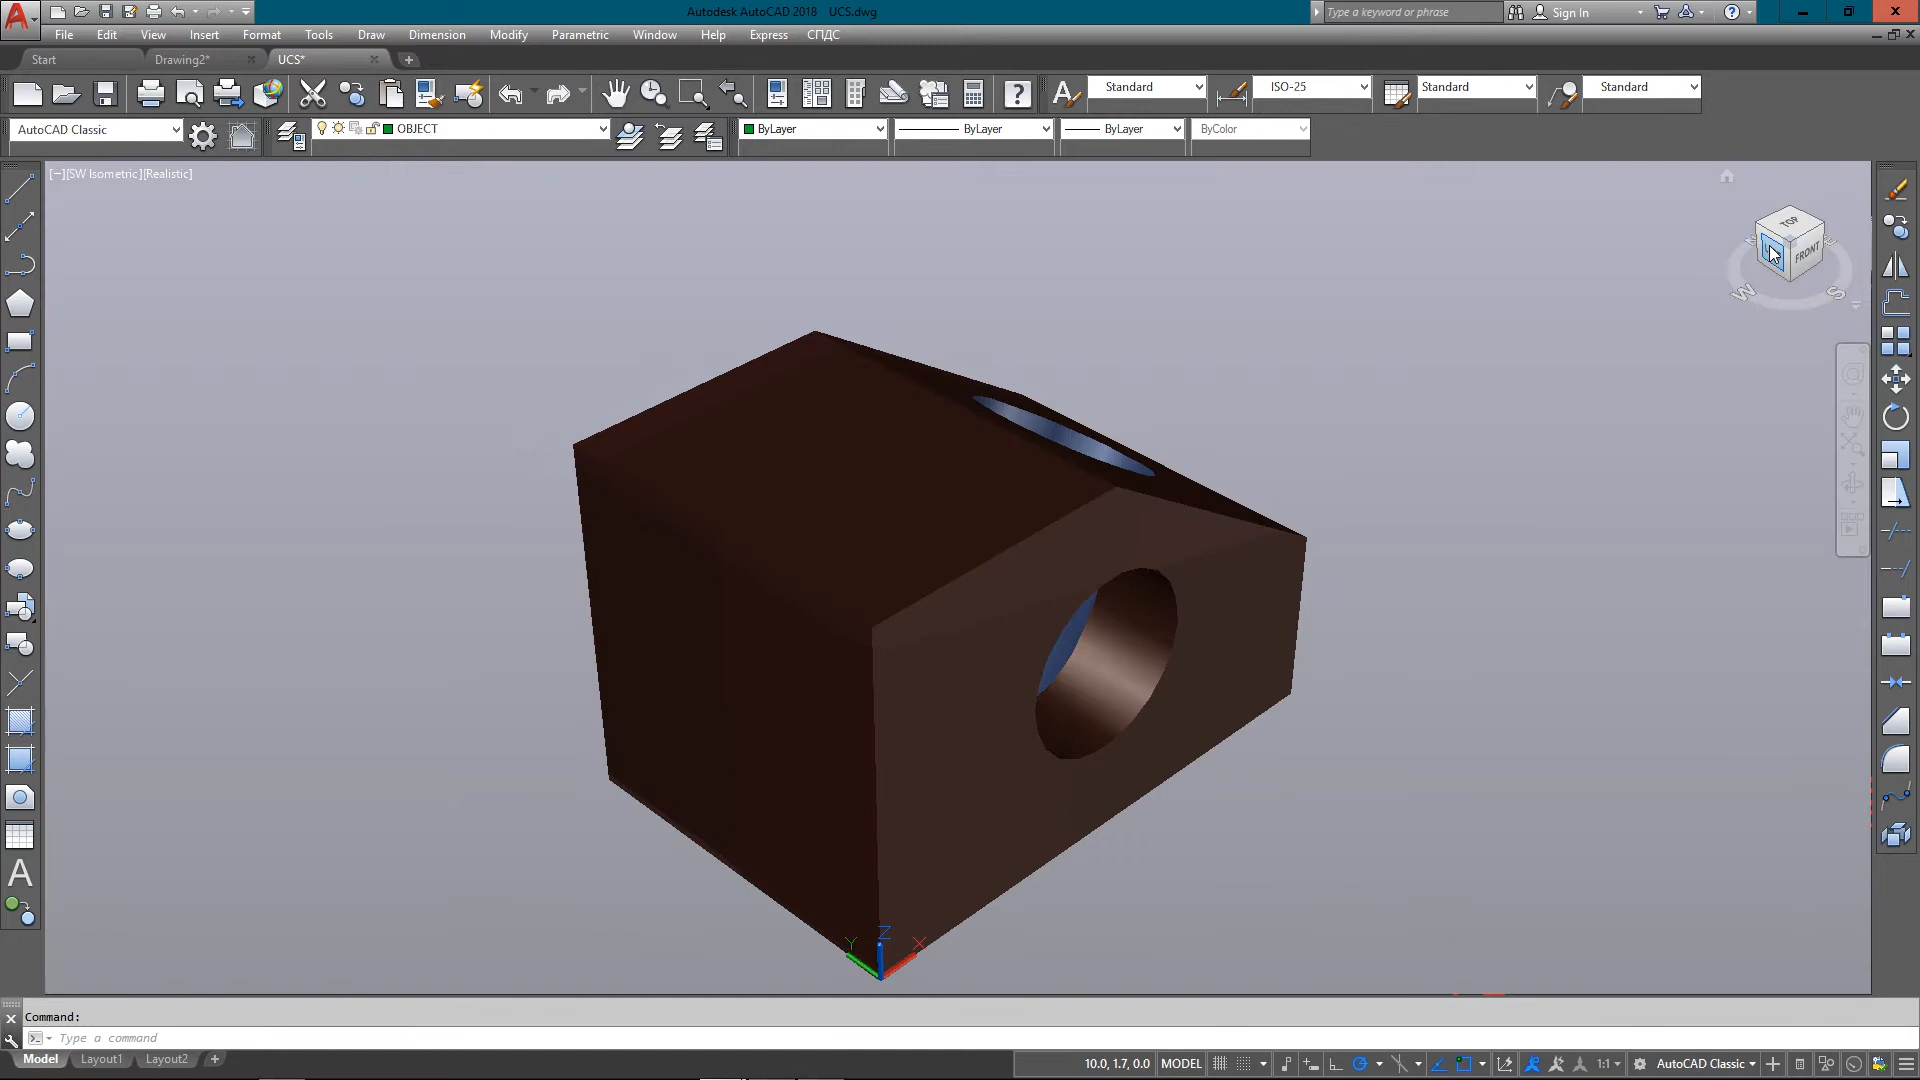 Autodesk AutoCAD 2018 UCS.dwg
Type a keyword or phrase
Sign In
File Edit View Insert Format Tools Draw Dimension Modify Parametric Window Help Express СПДС
Start Drawing2* UCS*
Standard ISO-25 Standard Standard
AutoCAD Classic OBJECT ByLayer ByLayer ByLayer ByColor
[−][SW Isometric][Realistic]
TOP
FRONT
W S
Z
Y X
Command:
Type a command
Model Layout1 Layout2
10.0, 1.7, 0.0 MODEL 1:1 AutoCAD Classic